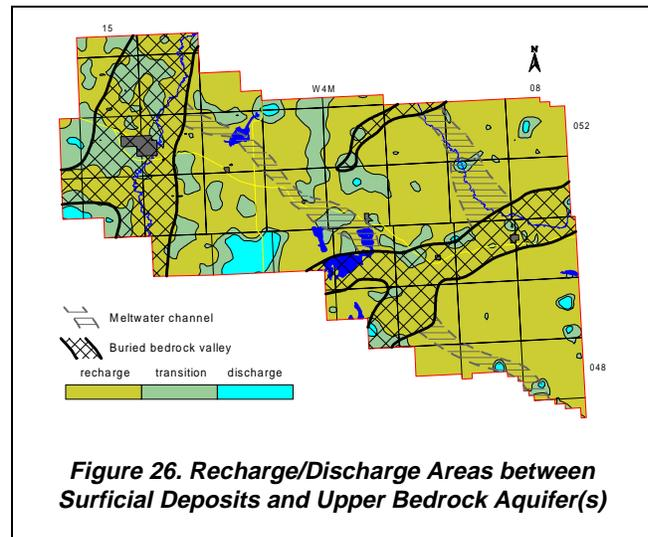 15
N
W4M
08
052
Meltwater channel
Buried bedrock valley
048
recharge transition discharge
Figure 26. Recharge/Discharge Areas between
Surficial Deposits and Upper Bedrock Aquifer(s)